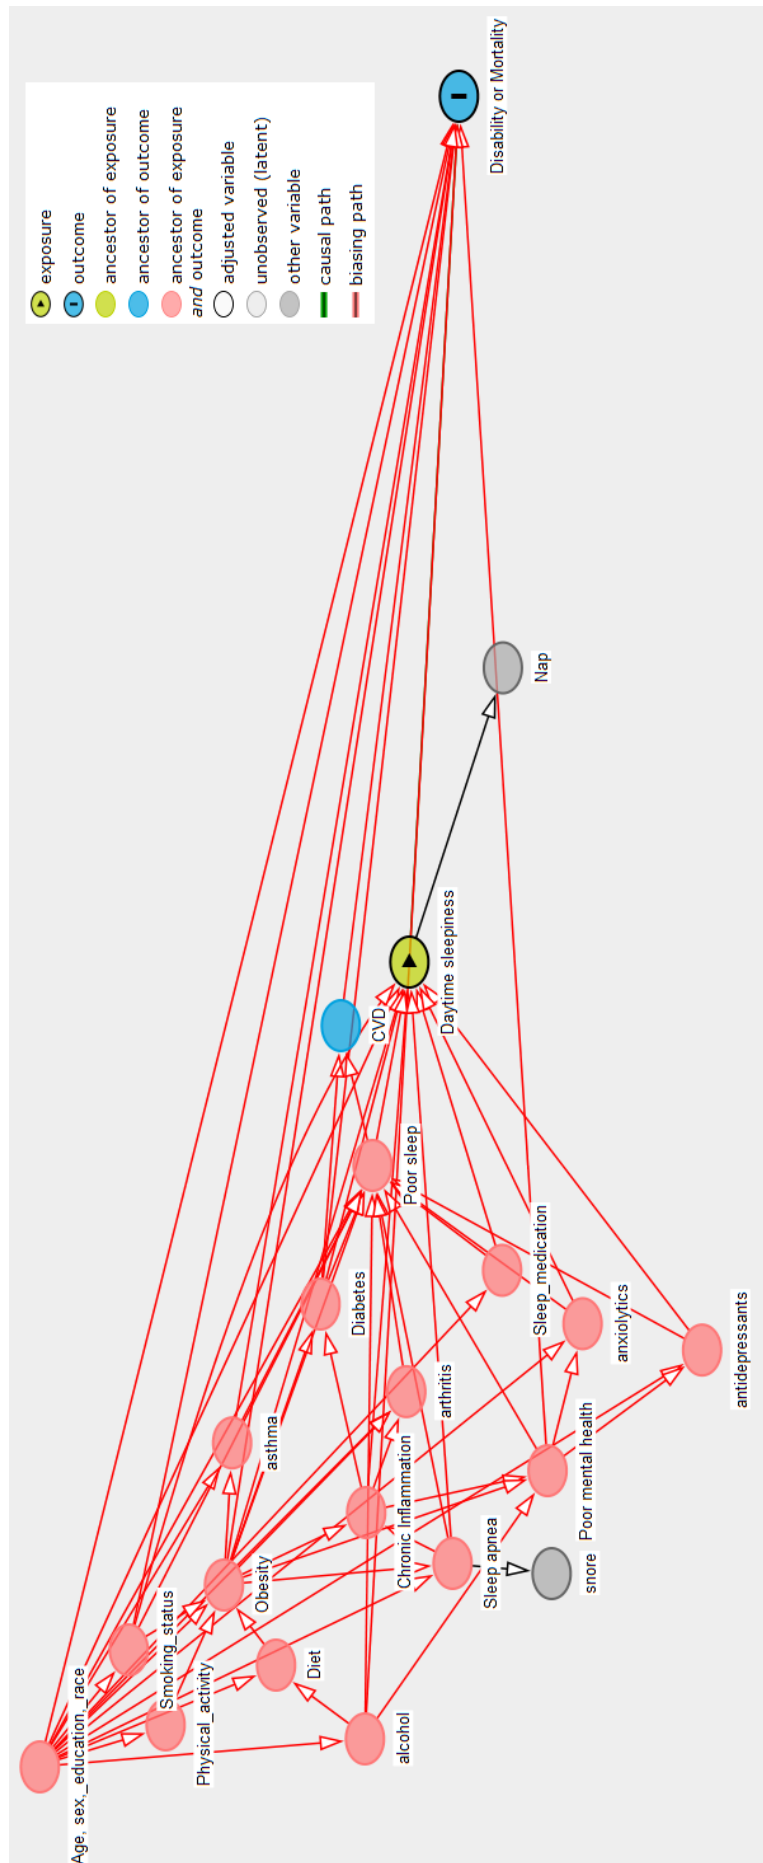 exposure
outcome
ancestor of exposure
ancestor of outcome
ancestor of exposure
and outcome
adjusted variable
unobserved (latent)
other variable
causal path
biasing path
Disability or Mortality
Nap
Daytime sleepiness
CVD
Poor sleep
Diabetes
Sleep_medication
anxiolytics
antidepressants
arthritis
asthma
Chronic Inflammation
Poor mental health
Sleep apnea
snore
Obesity
Smoking_status
Diet
Physical_activity
alcohol
Age, sex,_education,_race